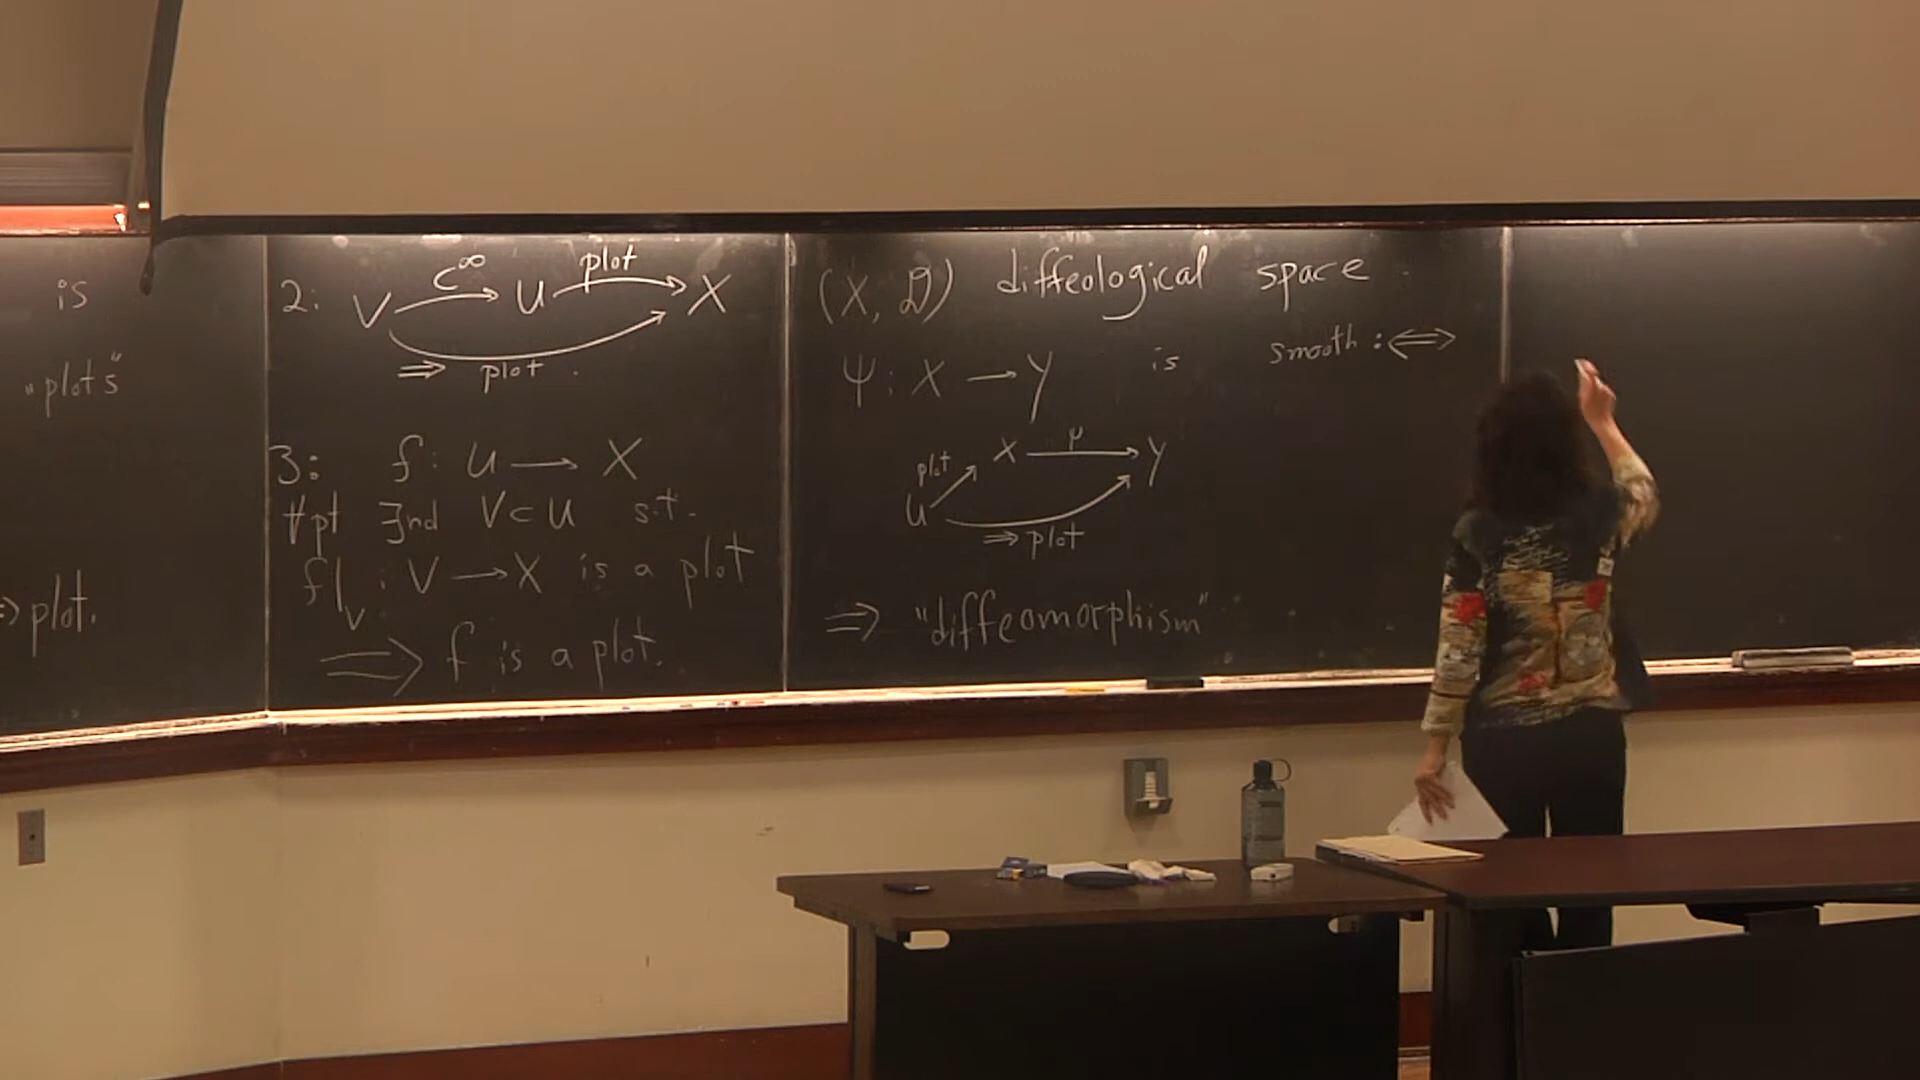 is
"plots"
⇒ plot.
2: V —C^∞→ U —plot→ X
⇒ plot.
3: f: U → X
∀pt ∃nd V ⊂ U s.t.
f|_V : V → X is a plot
⇒ f is a plot.
(X, 𝒟) diffeological space.
Ψ: X → Y is smooth :⇔
plot X —Ψ→ Y
U
⇒ plot
⇒ "diffeomorphism"